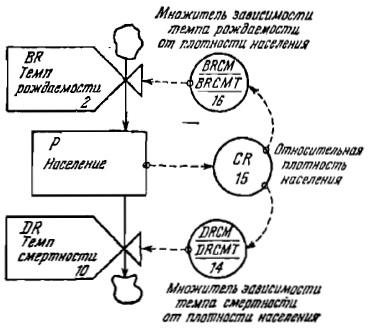 Множитель зависимости
темпа рождаемости
от плотности населения
BR
Темп
рождаемости
2
BRCM
BRCMT
16
P
Население
CR
15
Относительная
плотность
населения
DR
Темп
смертности
10
DRCM
DRCMT
14
Множитель зависимости
темпа смертности
от плотности населения